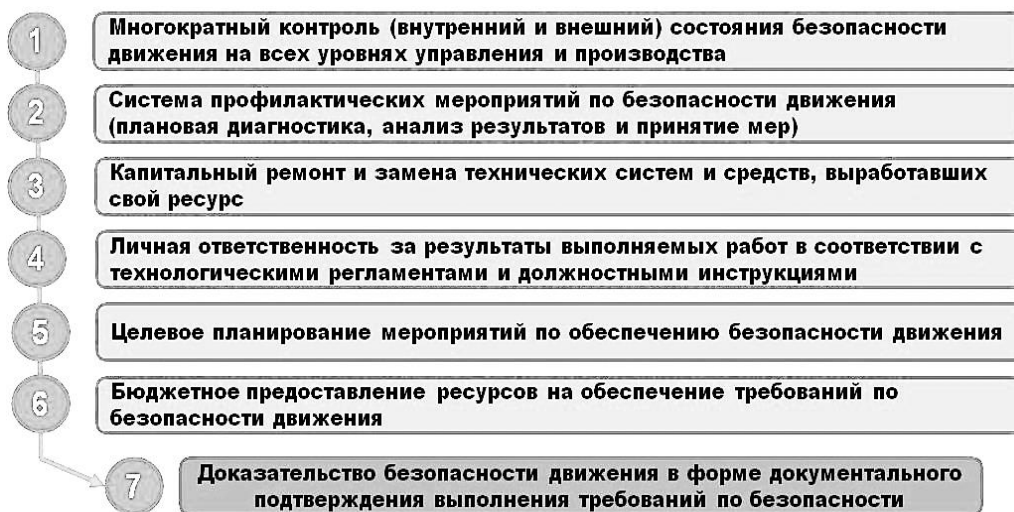 1
Многократный контроль (внутренний и внешний) состояния безопасности
движения на всех уровнях управления и производства
2
Система профилактических мероприятий по безопасности движения
(плановая диагностика, анализ результатов и принятие мер)
3
Капитальный ремонт и замена технических систем и средств, выработавших
свой ресурс
4
Личная ответственность за результаты выполняемых работ в соответствии с
технологическими регламентами и должностными инструкциями
5
Целевое планирование мероприятий по обеспечению безопасности движения
6
Бюджетное предоставление ресурсов на обеспечение требований по
безопасности движения
7
Доказательство безопасности движения в форме документального
подтверждения выполнения требований по безопасности